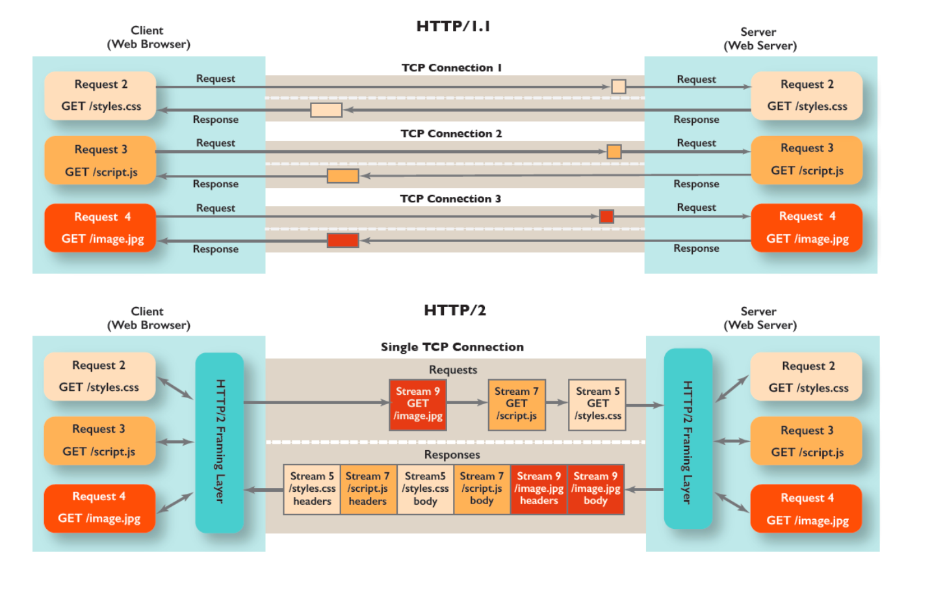 HTTP/1.1
Client
(Web Browser)
Server
(Web Server)
TCP Connection 1
Request 2
GET /styles.css
Request
Response
Request
Response
Request 2
GET /styles.css
TCP Connection 2
Request 3
GET /script.js
Request
Response
Request
Response
Request 3
GET /script.js
TCP Connection 3
Request 4
GET /image.jpg
Request
Response
Request
Response
Request 4
GET /image.jpg
HTTP/2
Client
(Web Browser)
Server
(Web Server)
Single TCP Connection
Request 2
GET /styles.css
Request 3
GET /script.js
Request 4
GET /image.jpg
HTTP/2 Framing Layer
Requests
Stream 9
GET
/image.jpg
Stream 7
GET
/script.js
Stream 5
GET
/styles.css
Responses
Stream 5
/styles.css
headers
Stream 7
/script.js
headers
Stream5
/styles.css
body
Stream 7
/script.js
body
Stream 9
/image.jpg
headers
Stream 9
/image.jpg
body
HTTP/2 Framing Layer
Request 2
GET /styles.css
Request 3
GET /script.js
Request 4
GET /image.jpg